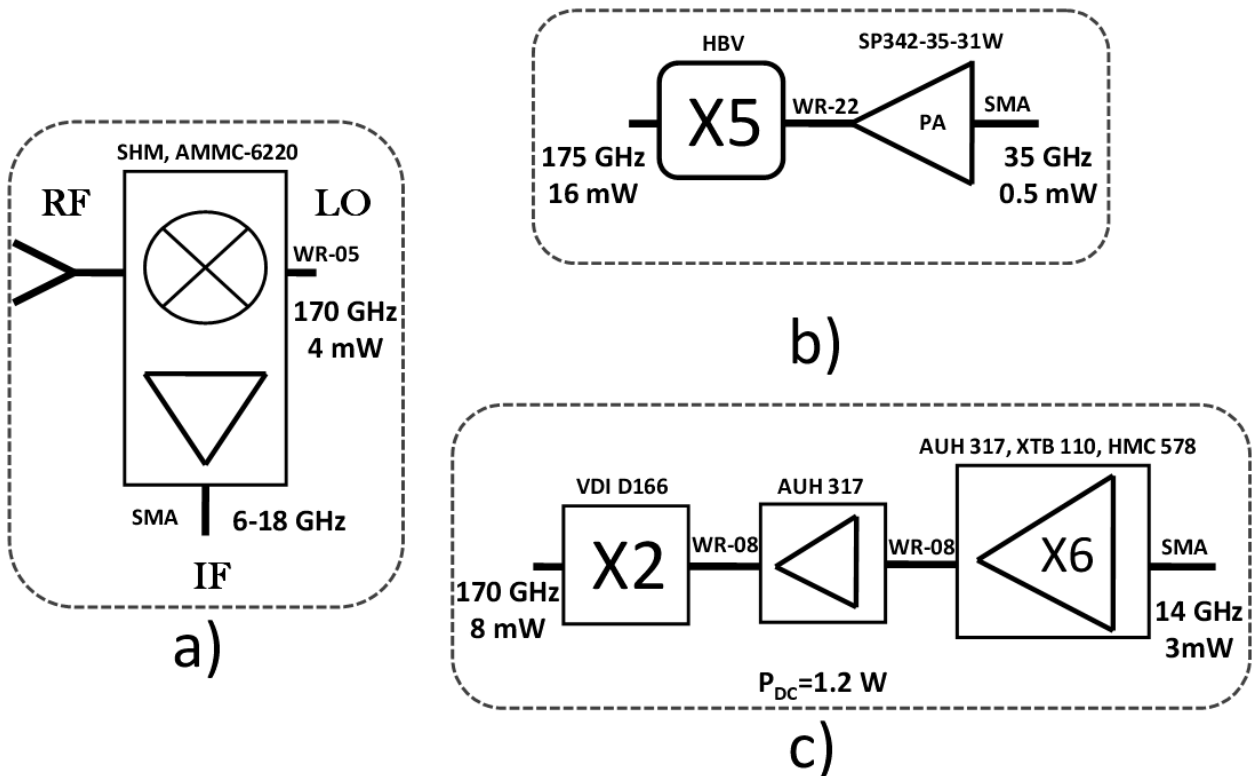 SHM, AMMC-6220
RF
LO
WR-05
170 GHz
4 mW
SMA
6-18 GHz
IF
a)
HBV
SP342-35-31W
X5
WR-22
PA
SMA
175 GHz
16 mW
35 GHz
0.5 mW
b)
AUH 317, XTB 110, HMC 578
VDI D166
AUH 317
X2
WR-08
WR-08
X6
SMA
170 GHz
8 mW
14 GHz
3mW
PDC=1.2 W
c)